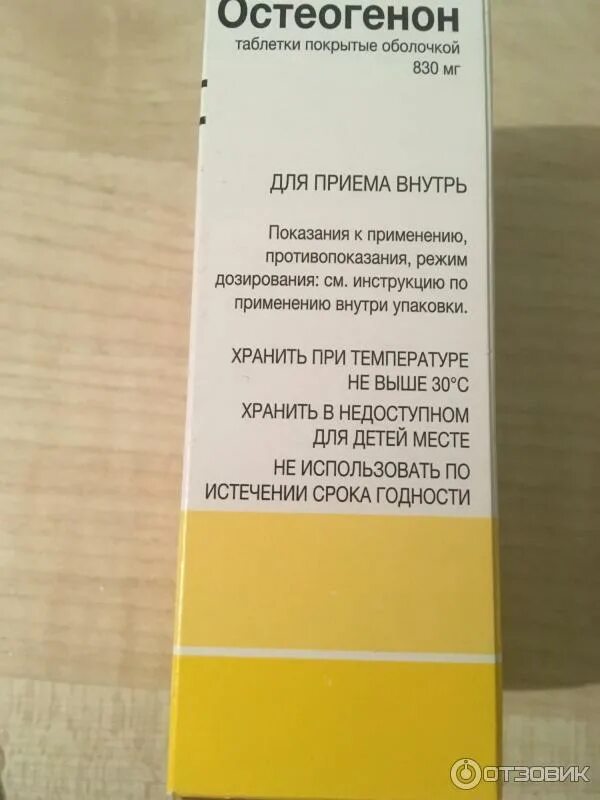 Остеогенон
таблетки покрытые оболочкой
830 мг
ДЛЯ ПРИЕМА ВНУТРЬ
Показания к применению,
противопоказания, режим
дозирования: см. инструкцию по
применению внутри упаковки.
ХРАНИТЬ ПРИ ТЕМПЕРАТУРЕ
НЕ ВЫШЕ 30°С
ХРАНИТЬ В НЕДОСТУПНОМ
ДЛЯ ДЕТЕЙ МЕСТЕ
НЕ ИСПОЛЬЗОВАТЬ ПО
ИСТЕЧЕНИИ СРОКА ГОДНОСТИ
ОТЗОВИК